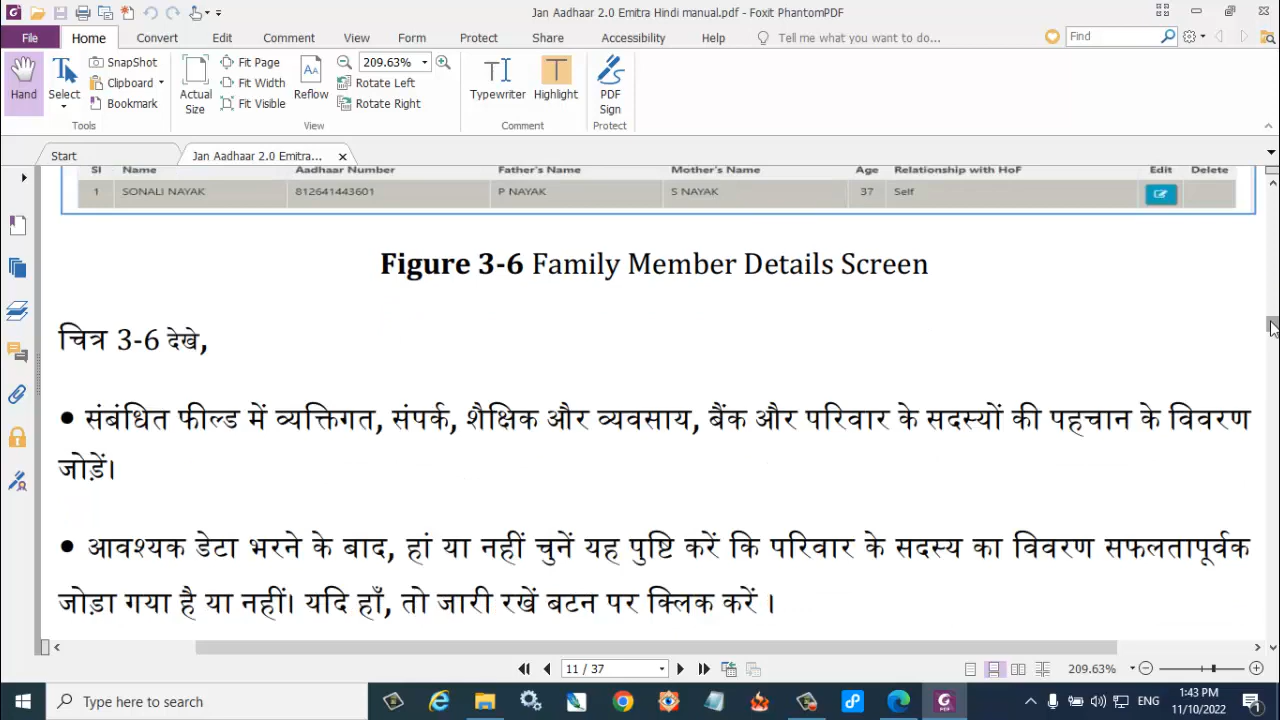 Jan Aadhaar 2.0 Emitra Hindi manual.pdf - Foxit PhantomPDF
File Home Convert Edit Comment View Form Protect Share Accessibility Help Tell me what you want to do... Find
Hand
Select
SnapShot
Clipboard
Bookmark
Tools
Actual Size
Fit Page
Fit Width
Fit Visible
Reflow
209.63%
Rotate Left
Rotate Right
View
Typewriter
Highlight
Comment
PDF Sign
Protect
Start Jan Aadhaar 2.0 Emitra...
Sl Name Aadhaar Number Father's Name Mother's Name Age Relationship with HoF Edit Delete
1 SONALI NAYAK 812641443601 P NAYAK S NAYAK 37 Self
Figure 3-6 Family Member Details Screen
चित्र 3-6 देखे,
• संबंधित फील्ड में व्यक्तिगत, संपर्क, शैक्षिक और व्यवसाय, बैंक और परिवार के सदस्यों की पहचान के विवरण
जोड़ें।
• आवश्यक डेटा भरने के बाद, हां या नहीं चुनें यह पुष्टि करें कि परिवार के सदस्य का विवरण सफलतापूर्वक
जोड़ा गया है या नहीं। यदि हाँ, तो जारी रखें बटन पर क्लिक करें ।
11 / 37
209.63%
Type here to search
ENG
1:43 PM
11/10/2022